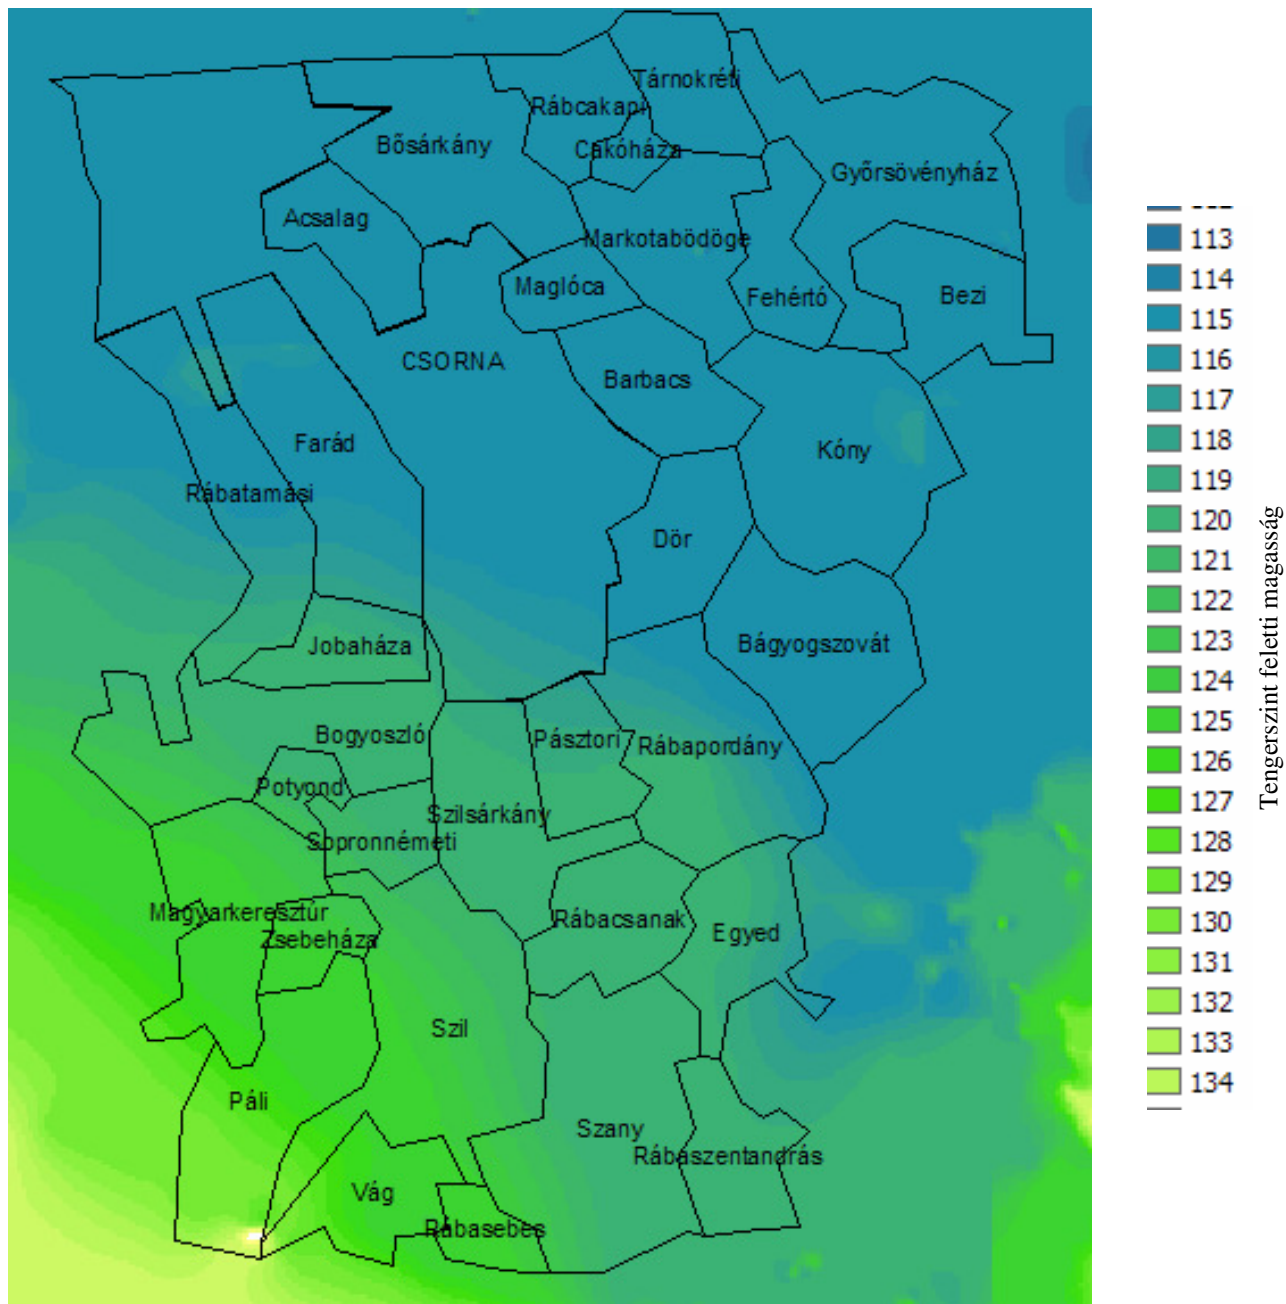 Tárnokréti
Rábcakapi
Bősárkány
Cakóháza
Győrsövényház
Acsalag
Markotabödöge
Maglóca
Fehértó
Bezi
CSORNA
Barbacs
Farád
Kóny
Rábatamási
Dör
Jobaháza
Bágyogszovát
Bogyoszló
Pásztori
Rábapordány
Potyond
Szilsárkány
Sopronnémeti
Magyarkeresztúr
Rábacsanak
Zsebeháza
Egyed
Szil
Páli
Szany
Rábaszentandrás
Vág
Rábasebes
113
114
115
116
117
118
119
120
121
122
123
124
125
126
127
128
129
130
131
132
133
134
Tengerszint feletti magasság